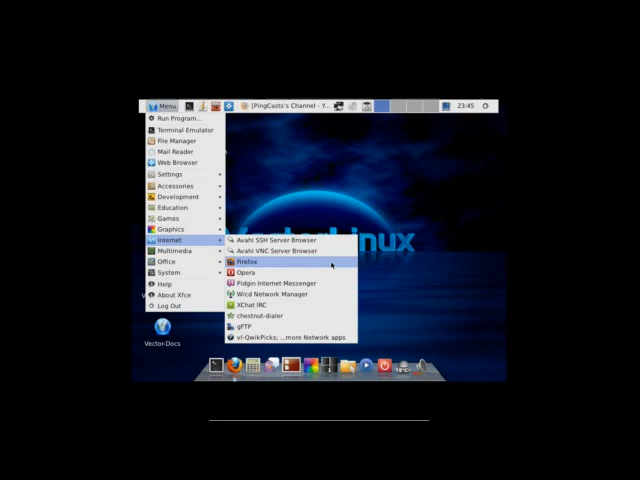 Menu
[PingCasts's Channel - Y...
23:45
Run Program...
Terminal Emulator
File Manager
Mail Reader
Web Browser
Settings
Accessories
Development
Education
Games
Graphics
Internet
Multimedia
Office
System
Help
About Xfce
Log Out
Avahi SSH Server Browser
Avahi VNC Server Browser
Firefox
Opera
Pidgin Internet Messenger
Wicd Network Manager
XChat IRC
chestnut-dialer
gFTP
vl-QwikPicks; ...more Network apps
VectorLinux
Vector-Docs